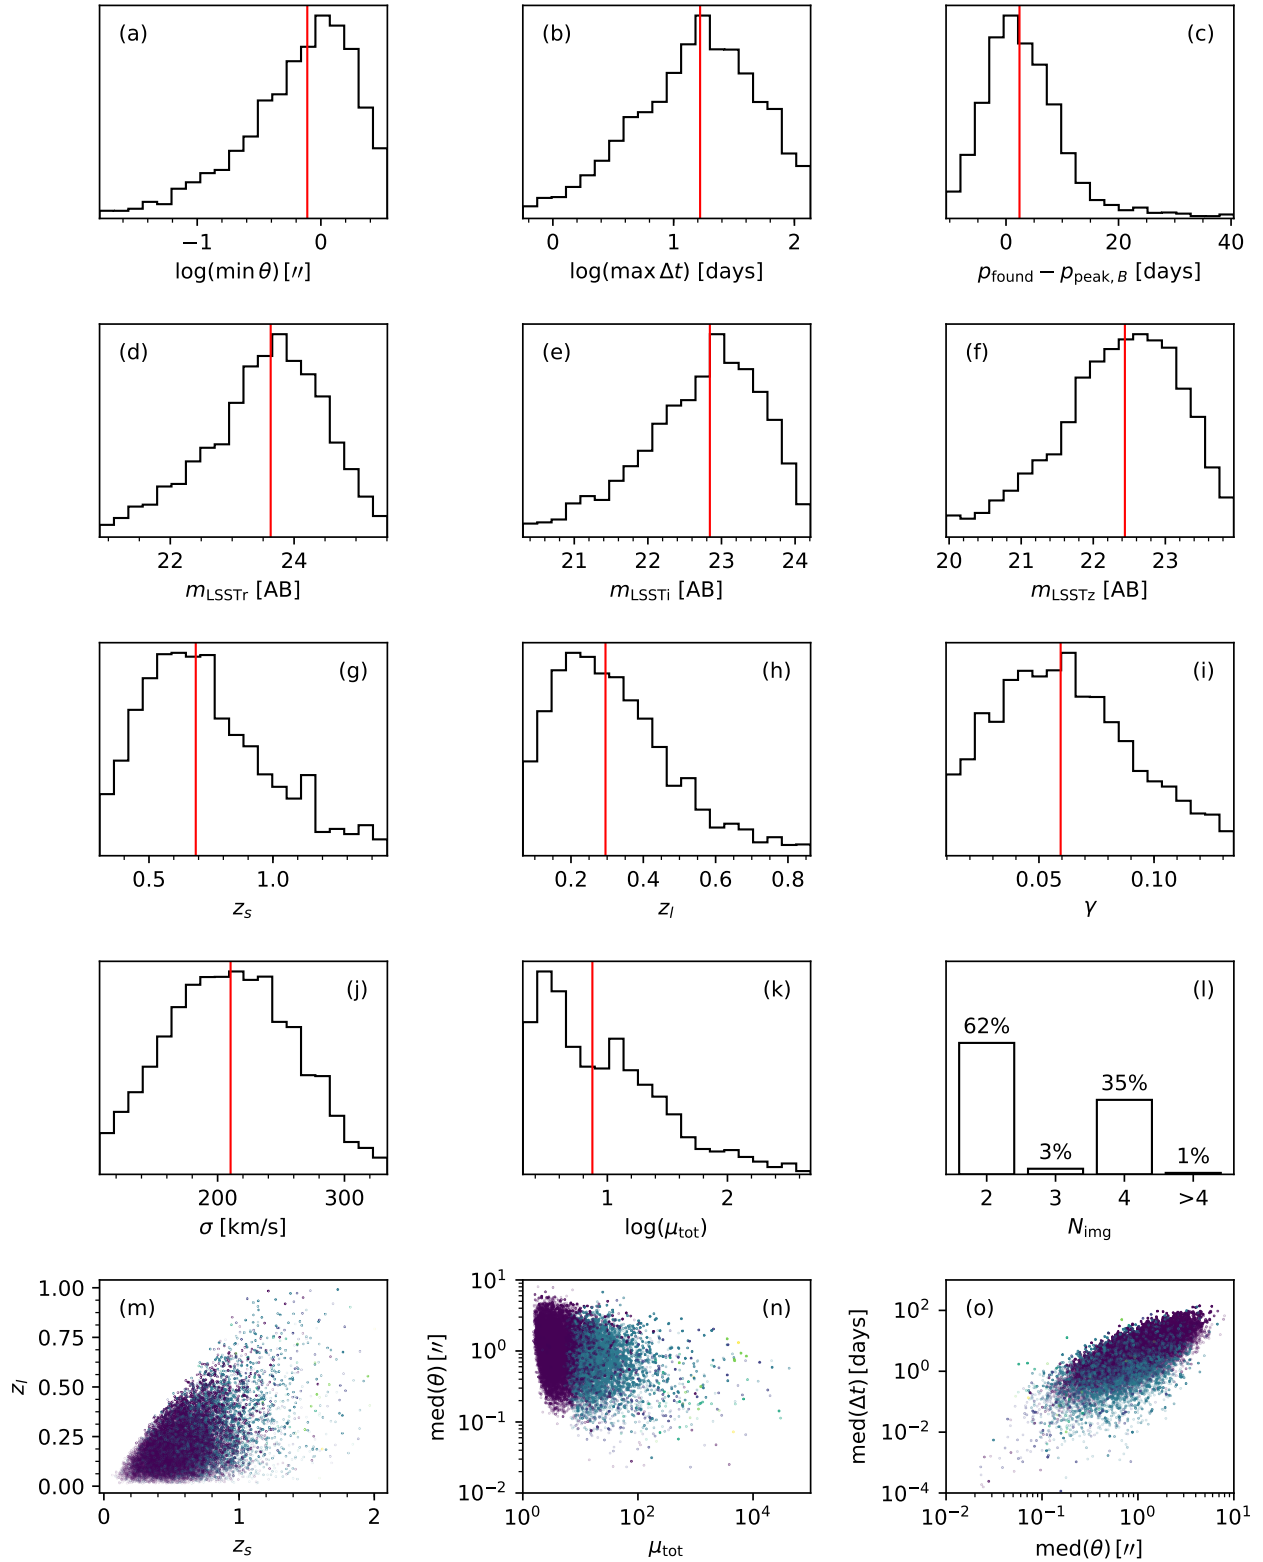 (a) (b) (c)
−1 0 0 1 2 0 20 40
log(min θ) [″] log(max Δt) [days] p_found − p_peak, B [days]
(d) (e) (f)
22 24 21 22 23 24 20 21 22 23
m_LSSTr [AB] m_LSSTi [AB] m_LSSTz [AB]
(g) (h) (i)
0.5 1.0 0.2 0.4 0.6 0.8 0.05 0.10
z_s z_l γ
(j) (k) (l)
62%
35%
3% 1%
200 300 1 2 2 3 4 >4
σ [km/s] log(μ_tot) N_img
(m) (n) (o)
1.00
0.75
0.50
0.25
0.00
z_l
0 1 2
z_s
10^1
10^0
10^−1
10^−2
med(θ) [″]
10^0 10^2 10^4
μ_tot
10^2
10^0
10^−2
10^−4
med(Δt) [days]
10^−2 10^−1 10^0 10^1
med(θ) [″]